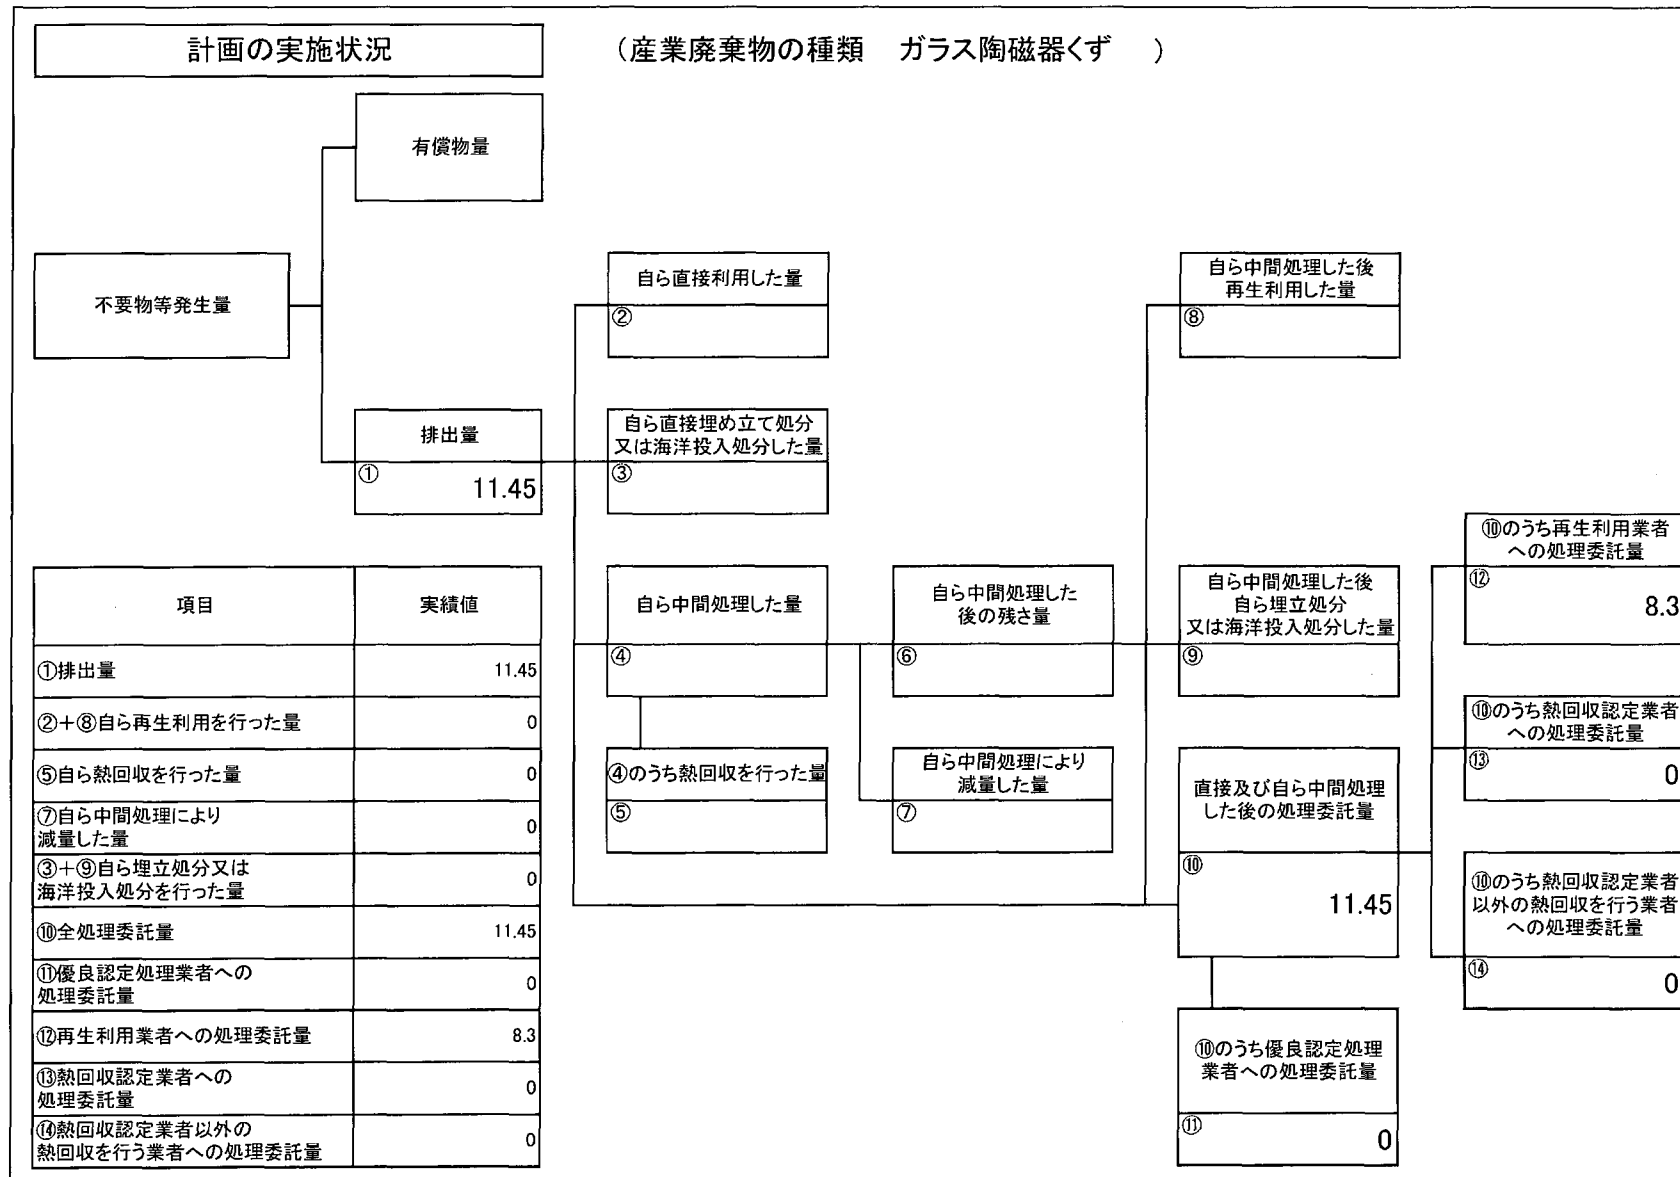 計画の実施状況
（産業廃棄物の種類　ガラス陶磁器くず　）
有償物量
不要物等発生量
排出量
①
11.45
自ら直接利用した量
②
自ら直接埋め立て処分
又は海洋投入処分した量
③
自ら中間処理した量
④
④のうち熱回収を行った量
⑤
自ら中間処理した
後の残さ量
⑥
自ら中間処理により
減量した量
⑦
自ら中間処理した後
再生利用した量
⑧
自ら中間処理した後
自ら埋立処分
又は海洋投入処分した量
⑨
直接及び自ら中間処理
した後の処理委託量
⑩
11.45
⑩のうち優良認定処理
業者への処理委託量
⑪
0
⑩のうち再生利用業者
への処理委託量
⑫
8.3
⑩のうち熱回収認定業者
への処理委託量
⑬
0
⑩のうち熱回収認定業者
以外の熱回収を行う業者
への処理委託量
⑭
0
項目 実績値
①排出量 11.45
②＋⑧自ら再生利用を行った量 0
⑤自ら熱回収を行った量 0
⑦自ら中間処理により
減量した量 0
③＋⑨自ら埋立処分又は
海洋投入処分を行った量 0
⑩全処理委託量 11.45
⑪優良認定処理業者への
処理委託量 0
⑫再生利用業者への処理委託量 8.3
⑬熱回収認定業者への
処理委託量 0
⑭熱回収認定業者以外の
熱回収を行う業者への処理委託量 0